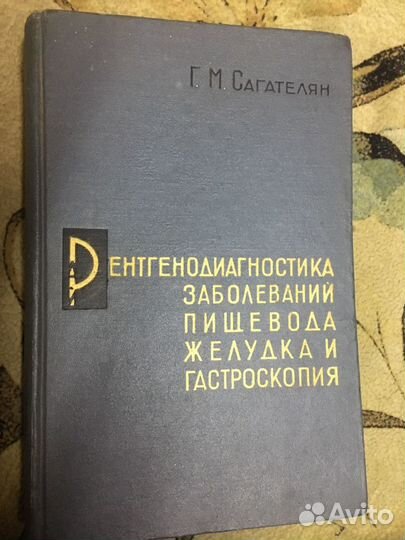 Г. М. САГАТЕЛЯН
РЕНТГЕНОДИАГНОСТИКА
ЗАБОЛЕВАНИЙ
ПИЩЕВОДА
ЖЕЛУДКА И
ГАСТРОСКОПИЯ
Avito